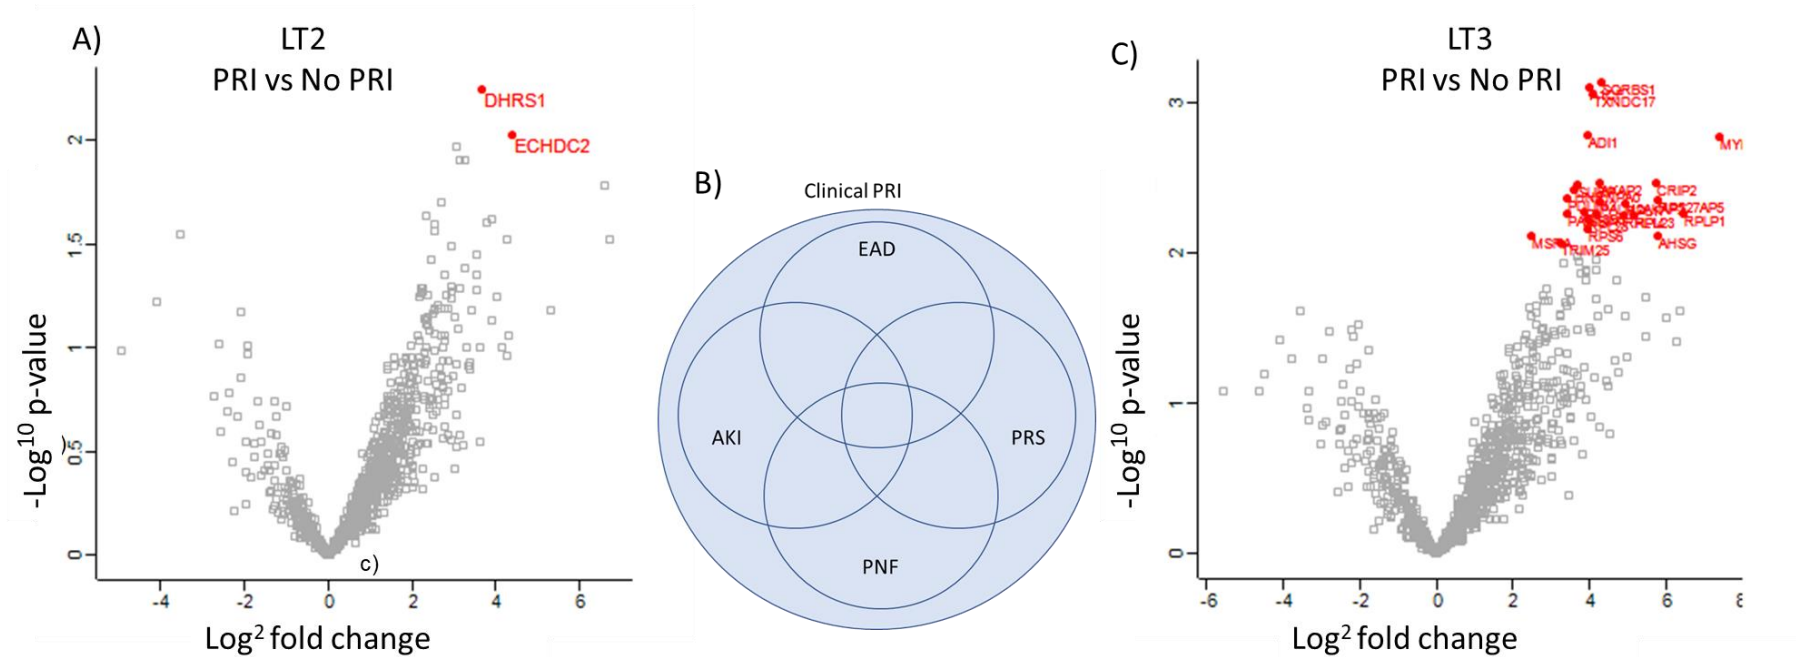 A)
LT2
PRI vs No PRI
DHRS1
ECHDC2
2
1.5
1
0.5
0
-Log10 p-value
c)
-4
-2
0
2
4
6
Log2 fold change
B)
Clinical PRI
EAD
AKI
PRS
PNF
C)
LT3
PRI vs No PRI
SORBS1
TXNDC17
ADI1
CRIP2
RPLP1
RPS8
TRIM25
AHSG
3
2
1
0
-Log10 p-value
-6
-4
-2
0
2
4
6
Log2 fold change